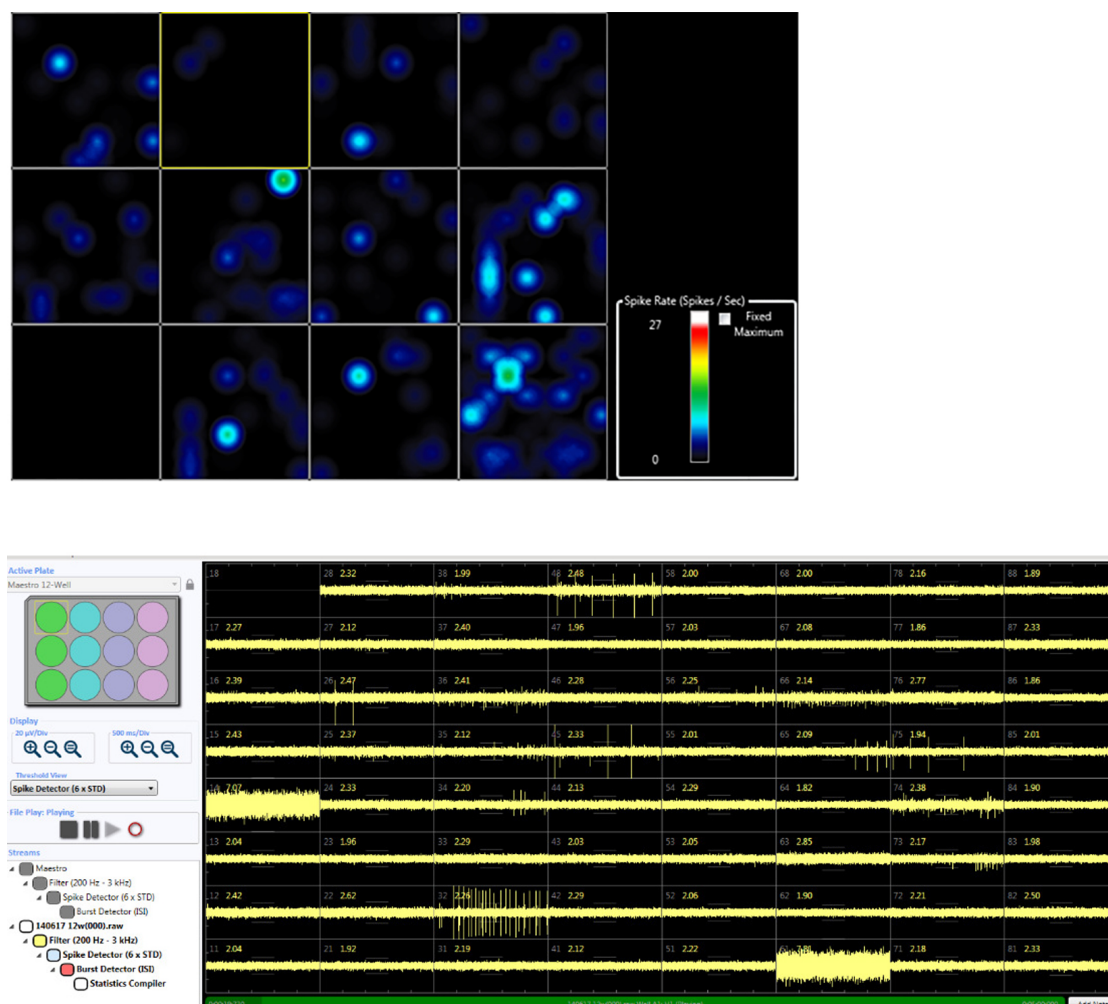 Spike Rate (Spikes / Sec)
27
Fixed
Maximum
0
Active Plate
Maestro 12-Well
Display
20 µV/Div
500 ms/Div
Threshold View
Spike Detector (6 x STD)
File Play: Playing
Streams
Maestro
Filter (200 Hz - 3 kHz)
Spike Detector (6 x STD)
Burst Detector (ISI)
140617 12w(000).raw
Filter (200 Hz - 3 kHz)
Spike Detector (6 x STD)
Burst Detector (ISI)
Statistics Compiler
18 28 2.32 38 1.99 48 2.48 58 2.00 68 2.00 78 2.16 88 1.89
17 2.27 27 2.12 37 2.40 47 1.96 57 2.03 67 2.08 77 1.86 87 2.33
16 2.39 26 2.47 36 2.41 46 2.28 56 2.25 66 2.14 76 2.77 86 1.86
15 2.43 25 2.37 35 2.12 45 2.33 55 2.01 65 2.09 75 1.94 85 2.01
7.07 24 2.33 34 2.20 44 2.13 54 2.29 64 1.82 74 2.38 84 1.90
13 2.04 23 1.96 33 2.29 43 2.03 53 2.05 63 2.85 73 2.17 83 1.98
12 2.42 22 2.62 32 2.26 42 2.29 52 2.06 62 1.90 72 2.21 82 2.50
11 2.04 21 1.92 31 2.19 41 2.12 51 2.22 71 2.18 81 2.33